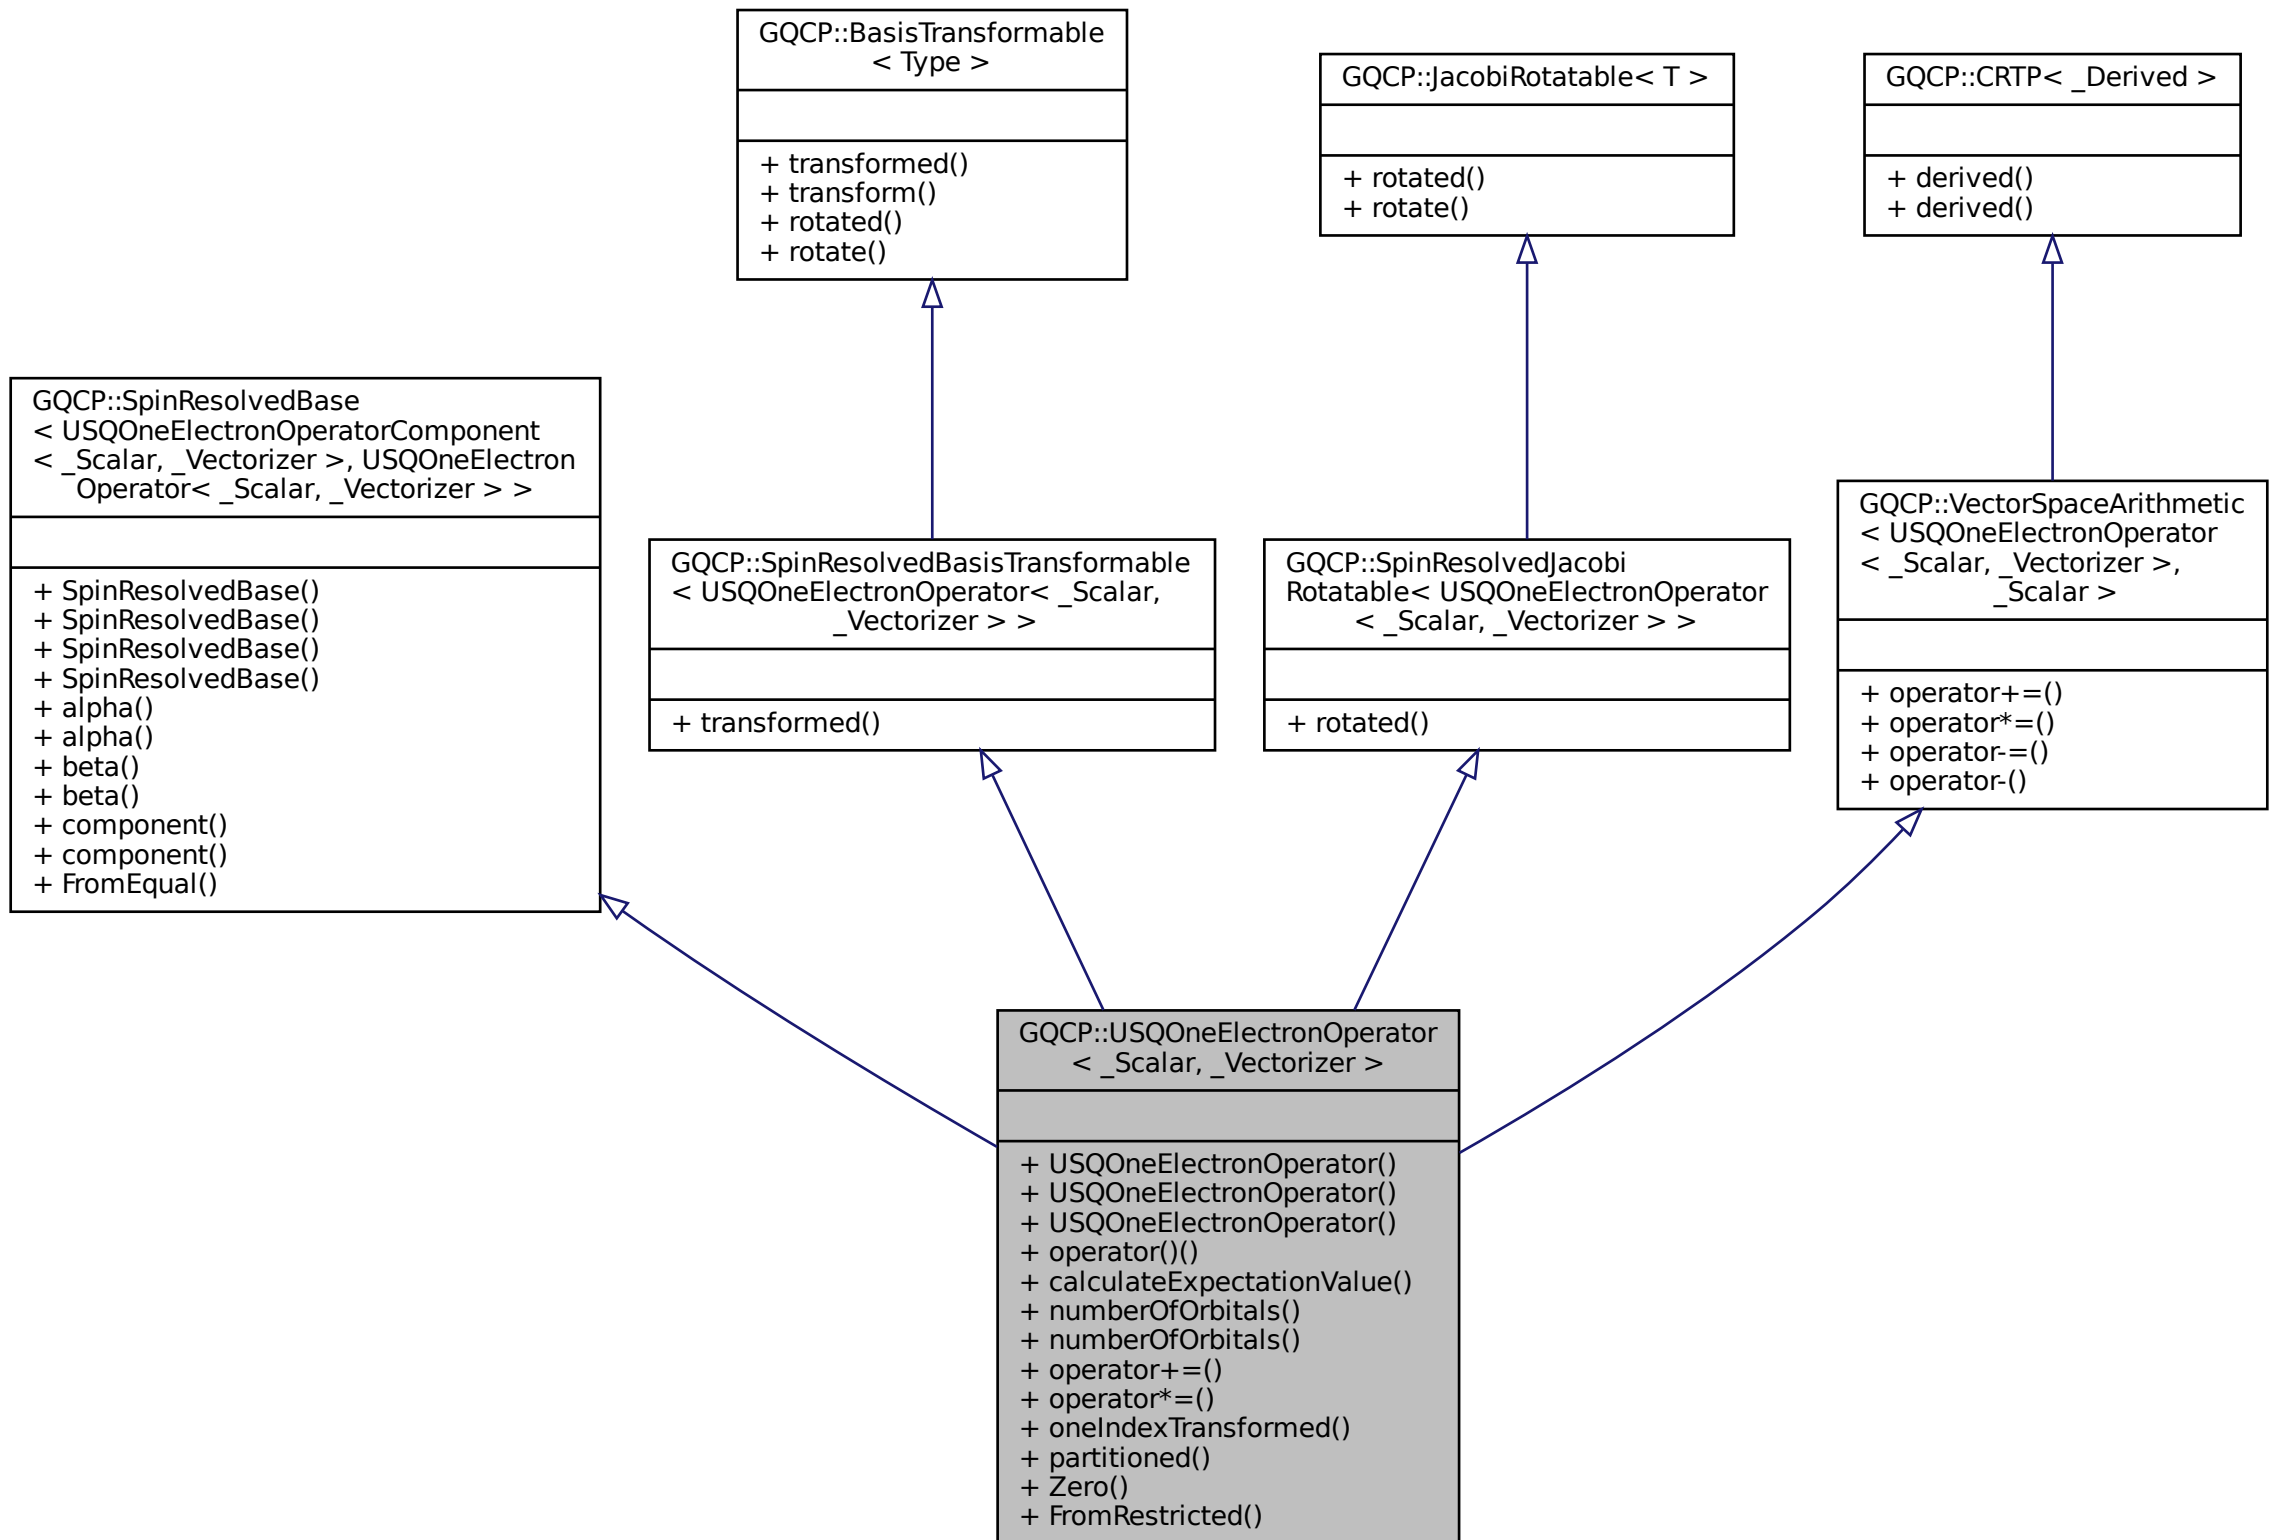 GQCP::BasisTransformable
< Type >
+ transformed()
+ transform()
+ rotated()
+ rotate()
GQCP::JacobiRotatable< T >
+ rotated()
+ rotate()
GQCP::CRTP< _Derived >
+ derived()
+ derived()
GQCP::SpinResolvedBase
< USQOneElectronOperatorComponent
< _Scalar, _Vectorizer >, USQOneElectron
Operator< _Scalar, _Vectorizer > >
+ SpinResolvedBase()
+ SpinResolvedBase()
+ SpinResolvedBase()
+ SpinResolvedBase()
+ alpha()
+ alpha()
+ beta()
+ beta()
+ component()
+ component()
+ FromEqual()
GQCP::SpinResolvedBasisTransformable
< USQOneElectronOperator< _Scalar,
_Vectorizer > >
+ transformed()
GQCP::SpinResolvedJacobi
Rotatable< USQOneElectronOperator
< _Scalar, _Vectorizer > >
+ rotated()
GQCP::VectorSpaceArithmetic
< USQOneElectronOperator
< _Scalar, _Vectorizer >,
_Scalar >
+ operator+=()
+ operator*=()
+ operator-=()
+ operator-()
GQCP::USQOneElectronOperator
< _Scalar, _Vectorizer >
+ USQOneElectronOperator()
+ USQOneElectronOperator()
+ USQOneElectronOperator()
+ operator()()
+ calculateExpectationValue()
+ numberOfOrbitals()
+ numberOfOrbitals()
+ operator+=()
+ operator*=()
+ oneIndexTransformed()
+ partitioned()
+ Zero()
+ FromRestricted()